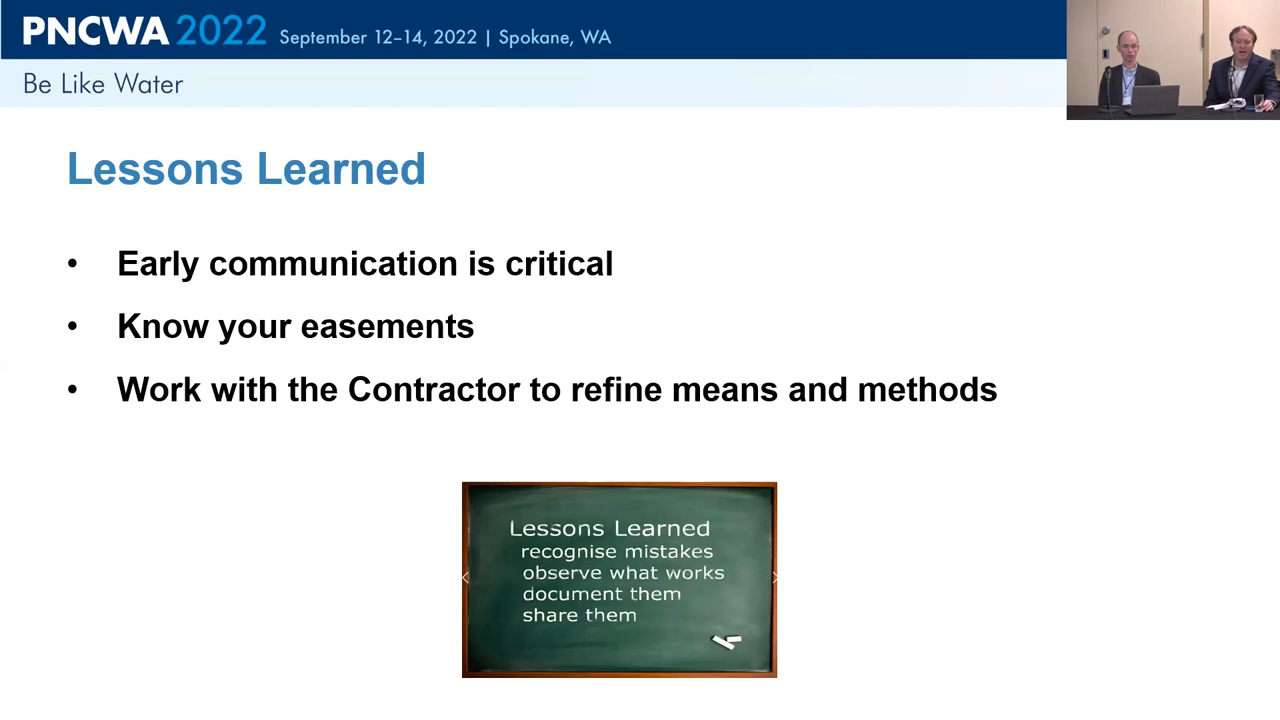 PNCWA 2022 September 12–14, 2022 | Spokane, WA
Be Like Water
Lessons Learned
• Early communication is critical
• Know your easements
• Work with the Contractor to refine means and methods
Lessons Learned
recognise mistakes
observe what works
document them
share them